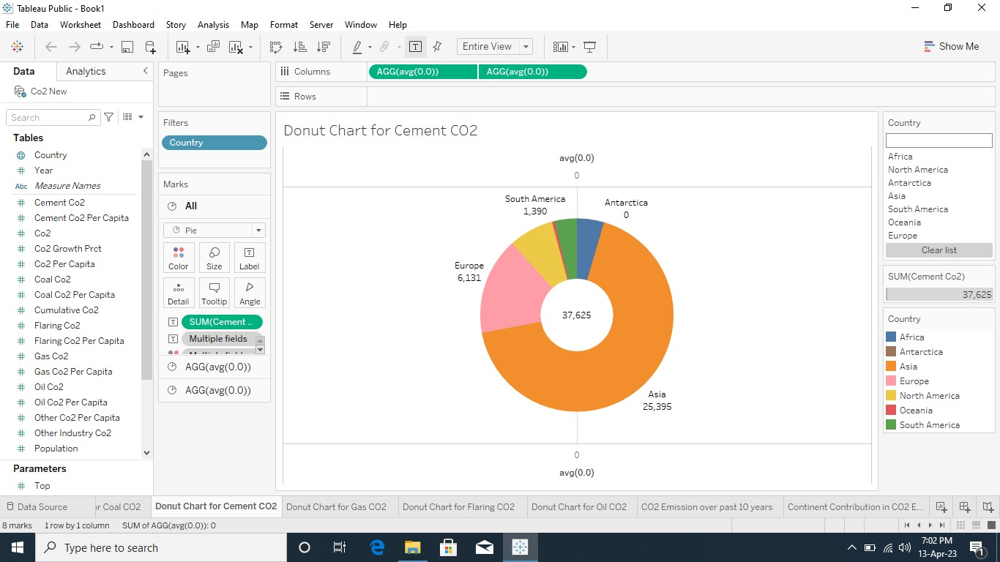 Tableau Public - Book1
File Data Worksheet Dashboard Story Analysis Map Format Server Window Help
Entire View
Show Me
Data Analytics
Co2 New
Search
Tables
Country
Year
Abc Measure Names
Cement Co2
Cement Co2 Per Capita
Co2
Co2 Growth Prct
Co2 Per Capita
Coal Co2
Coal Co2 Per Capita
Cumulative Co2
Flaring Co2
Flaring Co2 Per Capita
Gas Co2
Gas Co2 Per Capita
Oil Co2
Oil Co2 Per Capita
Other Co2 Per Capita
Other Industry Co2
Population
Parameters
Top
Pages
Filters
Country
Marks
All
Pie
Color Size Label
Detail Tooltip Angle
SUM(Cement ..
Multiple fields
AGG(avg(0.0))
AGG(avg(0.0))
Columns AGG(avg(0.0)) AGG(avg(0.0))
Rows
Donut Chart for Cement CO2
avg(0.0)
0
South America
1,390
Antarctica
0
Europe
6,131
37,625
Asia
25,395
0
avg(0.0)
Country
Africa
North America
Antarctica
Asia
South America
Oceania
Europe
Clear list
SUM(Cement Co2)
37,625
Country
Africa
Antarctica
Asia
Europe
North America
Oceania
South America
Data Source r Coal CO2 Donut Chart for Cement CO2 Donut Chart for Gas CO2 Donut Chart for Flaring CO2 Donut Chart for Oil CO2 CO2 Emission over past 10 years Continent Contribution in CO2 E...
8 marks 1 row by 1 column SUM of AGG(avg(0.0)): 0
Type here to search
7:02 PM
13-Apr-23
1